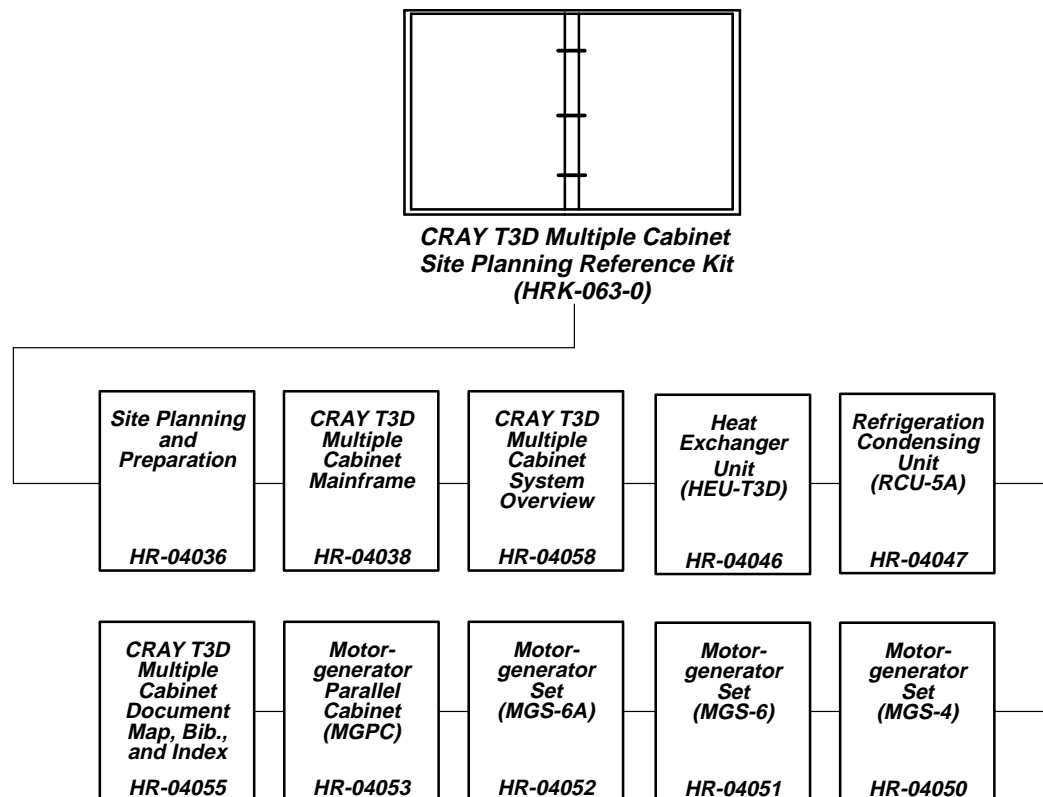 CRAY T3D Multiple Cabinet
Site Planning Reference Kit
(HRK-063-0)
Site Planning
and
Preparation
HR-04036
CRAY T3D
Multiple
Cabinet
Mainframe
HR-04038
CRAY T3D
Multiple
Cabinet
System
Overview
HR-04058
Heat
Exchanger
Unit
(HEU-T3D)
HR-04046
Refrigeration
Condensing
Unit
(RCU-5A)
HR-04047
CRAY T3D
Multiple
Cabinet
Document
Map, Bib.,
and Index
HR-04055
Motor-
generator
Parallel
Cabinet
(MGPC)
HR-04053
Motor-
generator
Set
(MGS-6A)
HR-04052
Motor-
generator
Set
(MGS-6)
HR-04051
Motor-
generator
Set
(MGS-4)
HR-04050